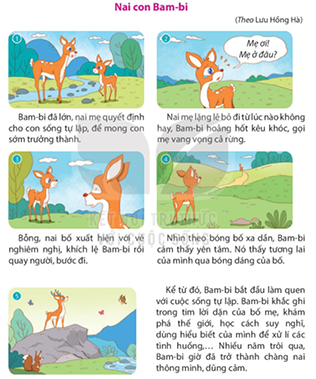 Nai con Bam-bi
(Theo Lưu Hồng Hà)
1
2
Mẹ ơi!
Mẹ ở đâu?
Bam-bi đã lớn, nai mẹ quyết định
cho con sống tự lập, để mong con
sớm trưởng thành.
Nai mẹ lặng lẽ bỏ đi từ lúc nào không
hay, Bam-bi hoảng hốt kêu khóc, gọi
mẹ vang vọng cả rừng.
3
4
KẾT NỐI TRI THỨC
VỚI CUỘC SỐNG
Bỗng, nai bố xuất hiện với vẻ
nghiêm nghị, khích lệ Bam-bi rồi
quay người, bước đi.
Nhìn theo bóng bố xa dần, Bam-bi
cảm thấy yên tâm. Nó thấy tương lai
của mình qua bóng dáng của bố.
5
Kể từ đó, Bam-bi bắt đầu làm quen
với cuộc sống tự lập. Bam-bi khắc ghi
trong tim lời dặn của bố mẹ, khám
phá thế giới, học cách suy nghĩ,
dùng hiểu biết của mình để xử lí các
tình huống,... Nhiều năm trôi qua,
Bam-bi giờ đã trở thành chàng nai
thông minh, dũng cảm.